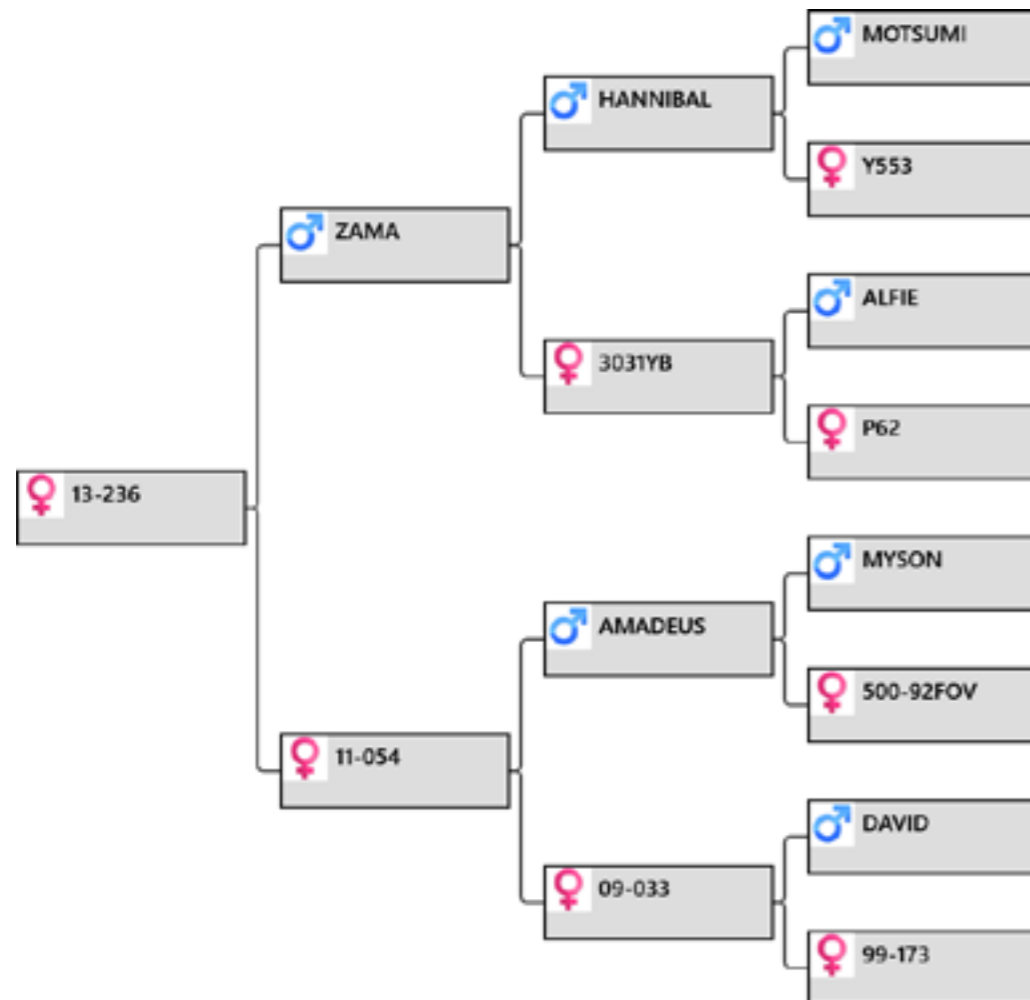 MOTSUMI
HANNIBAL
Y553
ZAMA
ALFIE
3031YB
P62
13-236
MYSON
AMADEUS
500-92FOV
11-054
DAVID
09-033
99-173